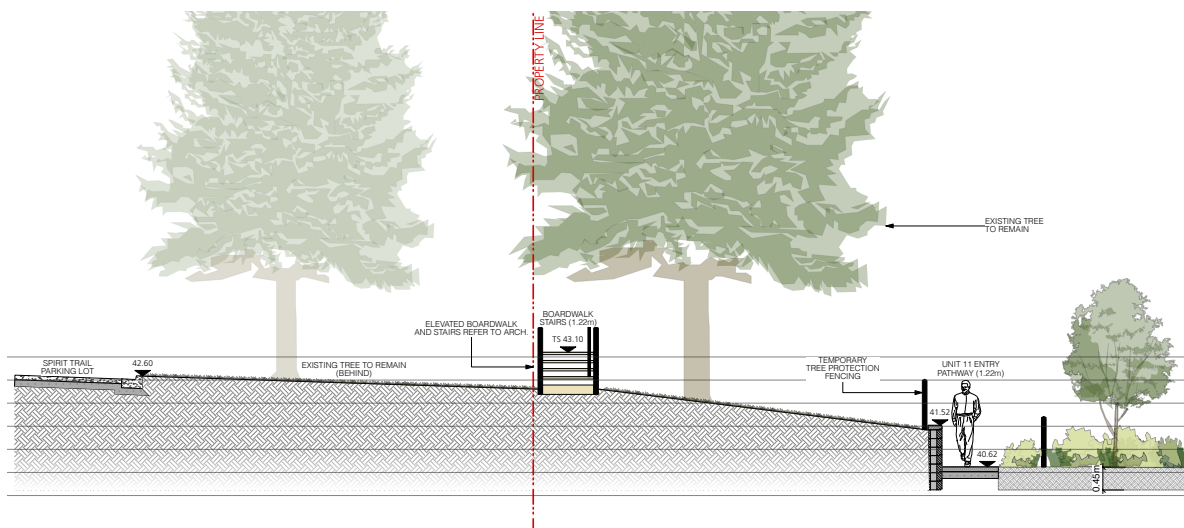 PROPERTY LINE
EXISTING TREE
TO REMAIN
ELEVATED BOARDWALK
AND STAIRS REFER TO ARCH.
BOARDWALK
STAIRS (1.22m)
TS 43.10
SPIRIT TRAIL
PARKING LOT
42.60
EXISTING TREE TO REMAIN
(BEHIND)
TEMPORARY
TREE PROTECTION
FENCING
UNIT 11 ENTRY
PATHWAY (1.22m)
41.52
40.62
0.45m